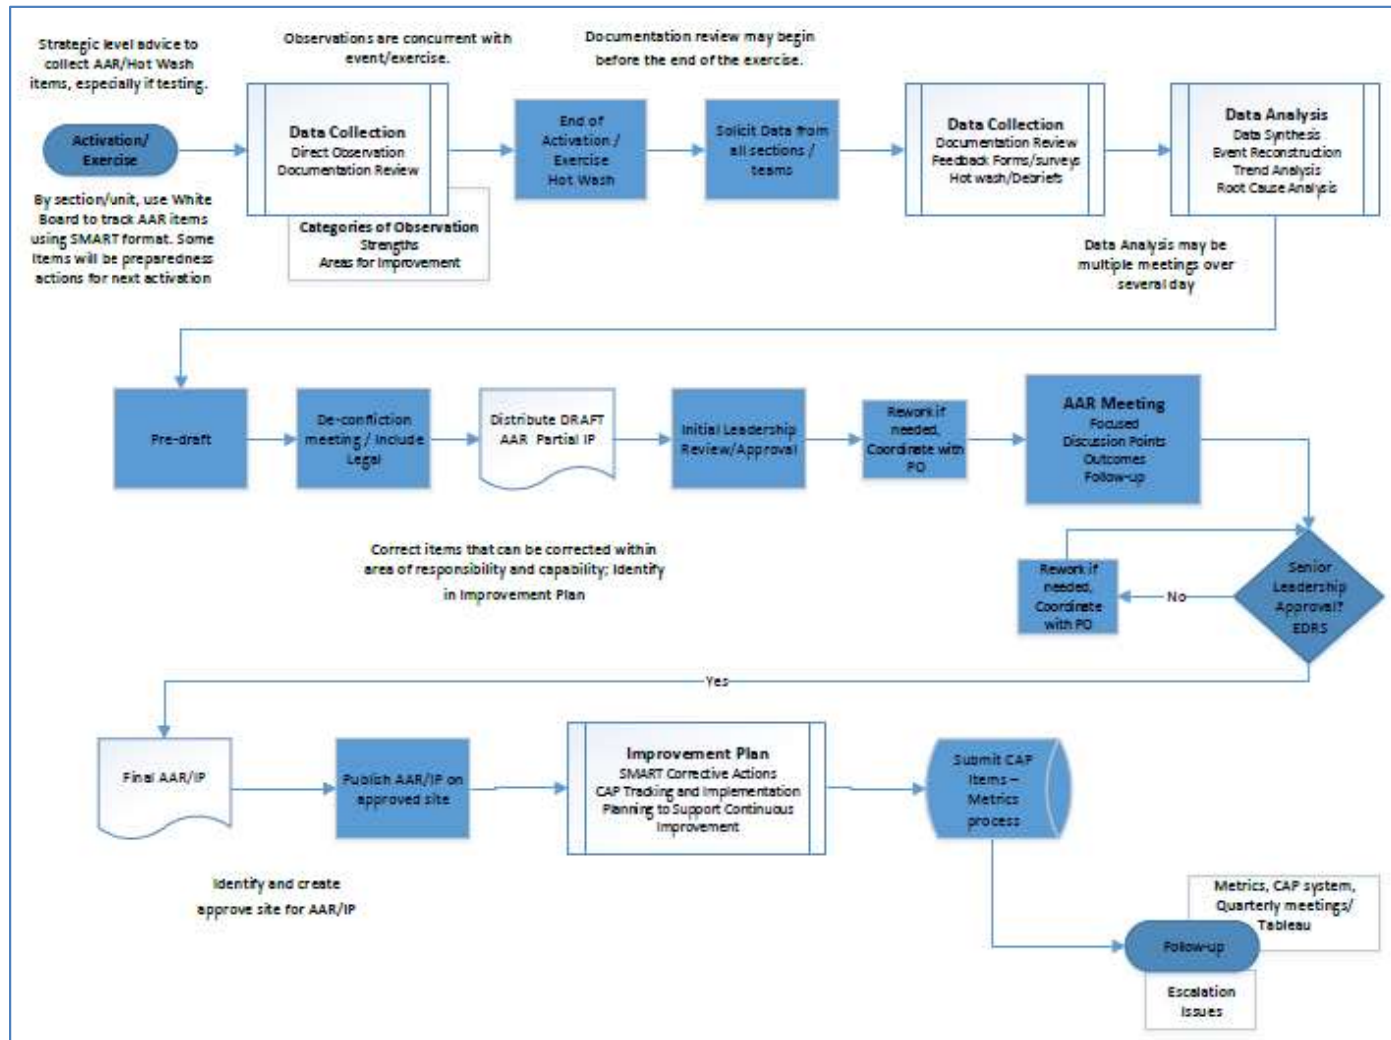 Strategic level advice to
collect AAR/Hot Wash
items, especially if testing.
Observations are concurrent with
event/exercise.
Documentation review may begin
before the end of the exercise.
Activation/
Exercise
Data Collection
Direct Observation
Documentation Review
End of
Activation /
Exercise
Hot Wash
Solicit Data from
all sections /
teams
Data Collection
Documentation Review
Feedback Forms/surveys
Hot wash/Debriefs
Data Analysis
Data Synthesis
Event Reconstruction
Trend Analysis
Root Cause Analysis
By section/unit, use White
Board to track AAR items
using SMART format. Some
Items will be preparedness
actions for next activation
Categories of Observation
Strengths
Areas for Improvement
Data Analysis may be
multiple meetings over
several day
Pre-draft
De-confliction
meeting / Include
Legal
Distribute DRAFT
AAR Partial IP
Initial Leadership
Review/Approval
Rework if
needed,
Coordinate with
PO
AAR Meeting
Focused
Discussion Points
Outcomes
Follow-up
Correct items that can be corrected within
area of responsibility and capability; Identify
in Improvement Plan
Rework if
needed,
Coordinate
with PO
No
Senior
Leadership
Approval?
EDRS
Yes
Final AAR/IP
Publish AAR/IP on
approved site
Improvement Plan
SMART Corrective Actions
CAP Tracking and Implementation
Planning to Support Continuous
Improvement
Submit CAP
Items –
Metrics
process
Identify and create
approve site for AAR/IP
Metrics, CAP system,
Quarterly meetings/
Tableau
Follow-up
Escalation
Issues